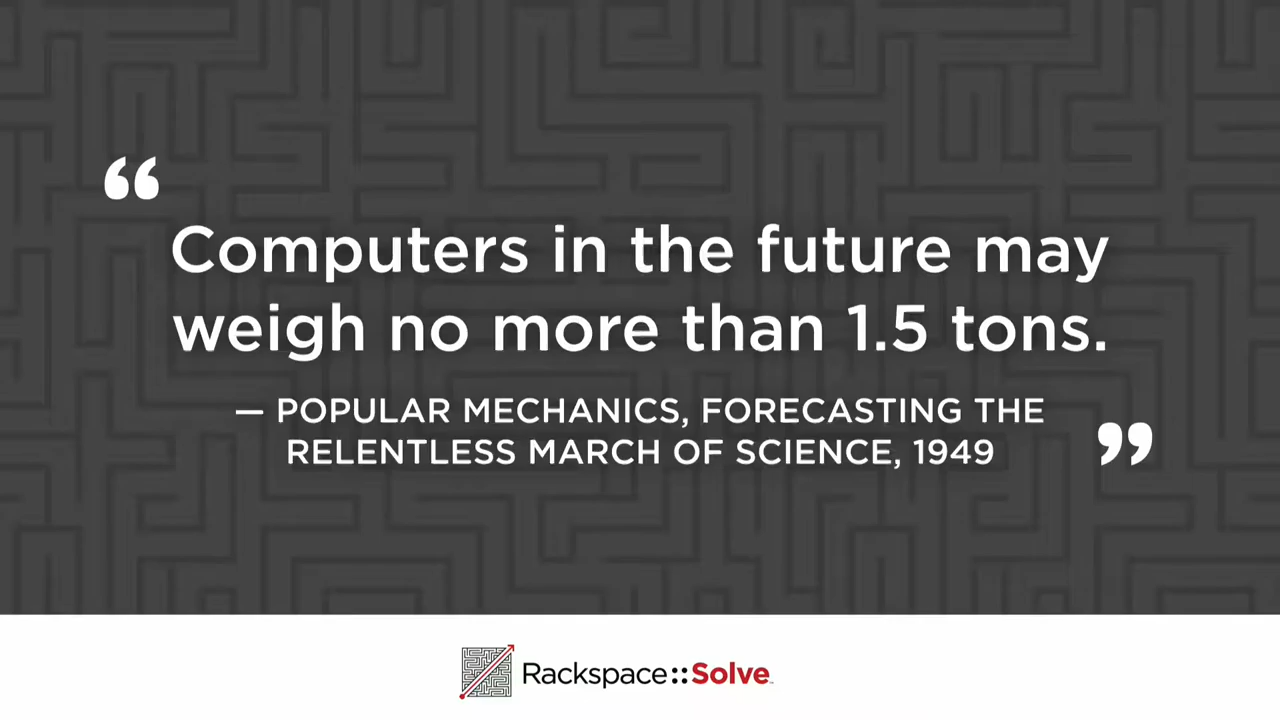 “
Computers in the future may
weigh no more than 1.5 tons.
— POPULAR MECHANICS, FORECASTING THE
RELENTLESS MARCH OF SCIENCE, 1949
”
Rackspace::Solve